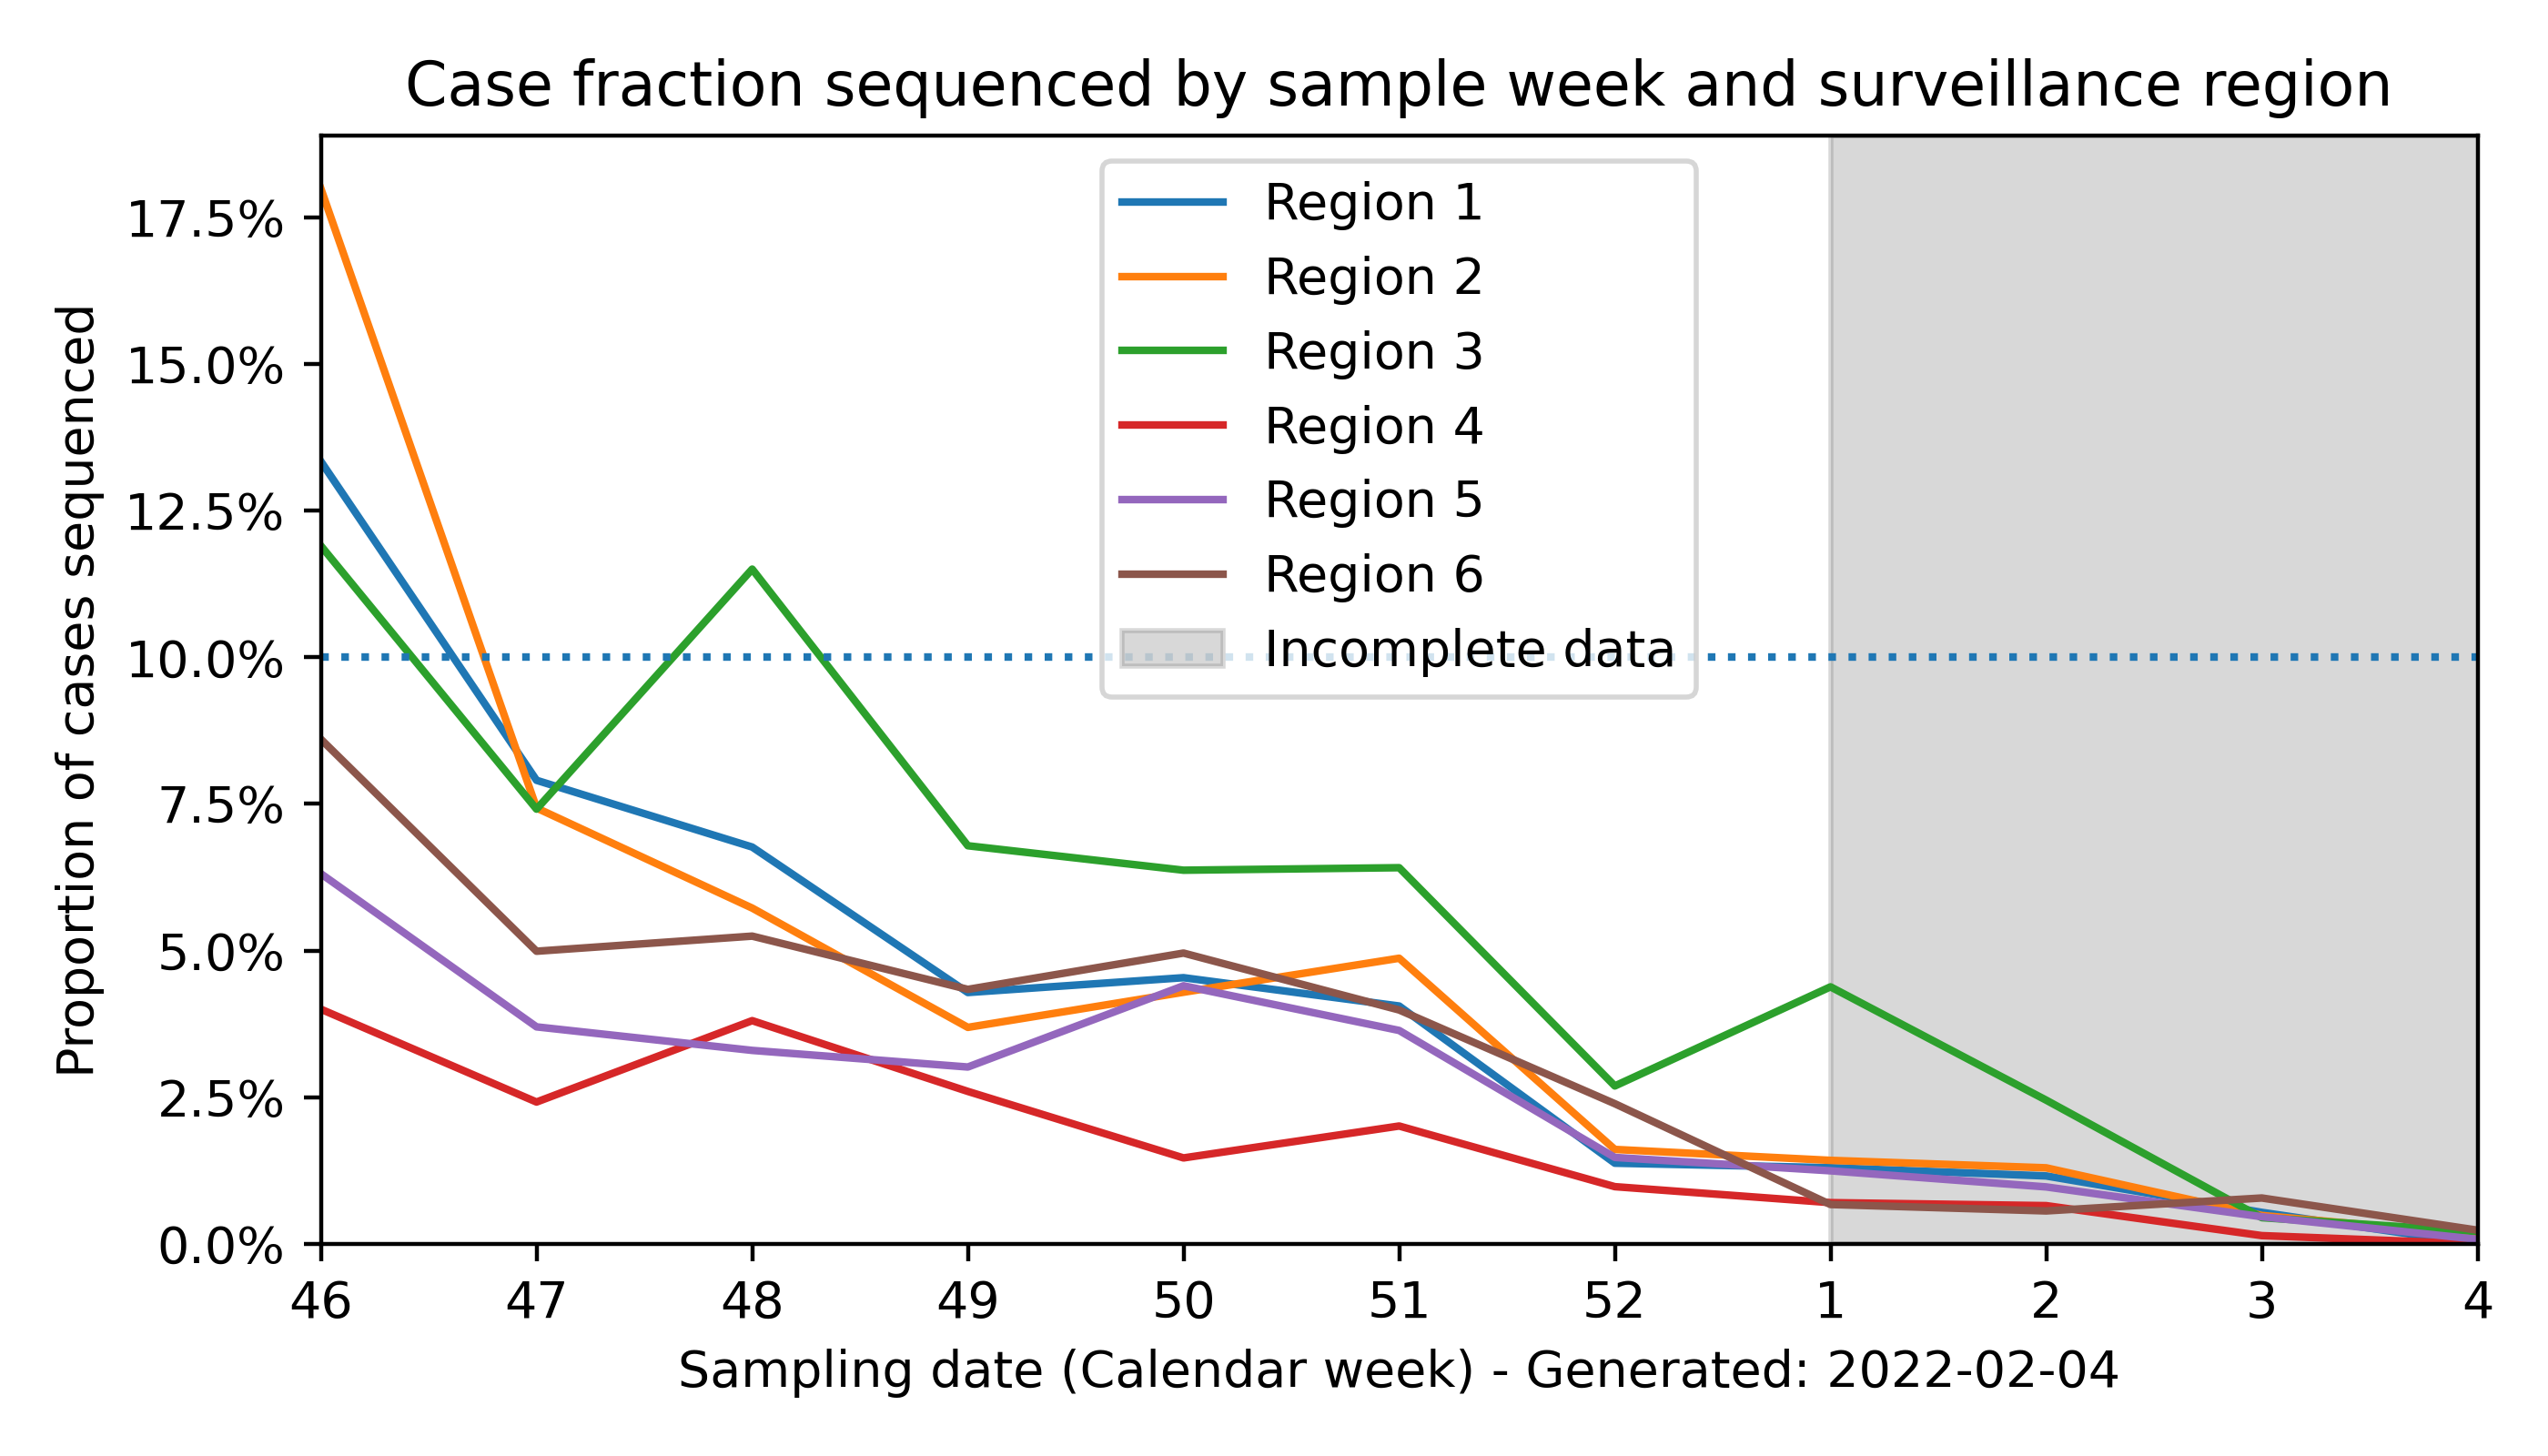 Case fraction sequenced by sample week and surveillance region
Proportion of cases sequenced
17.5%
15.0%
12.5%
10.0%
7.5%
5.0%
2.5%
0.0%
Region 1
Region 2
Region 3
Region 4
Region 5
Region 6
Incomplete data
46 47 48 49 50 51 52 1 2 3 4
Sampling date (Calendar week) - Generated: 2022-02-04